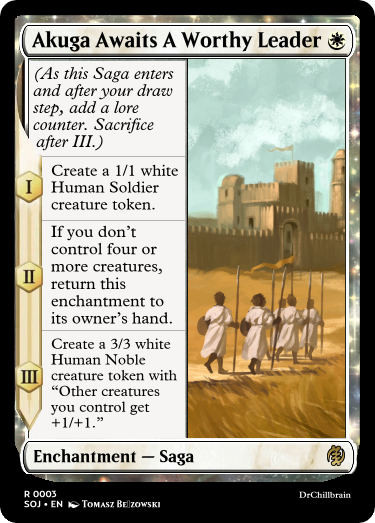 Akuga Awaits A Worthy Leader
(As this Saga enters
and after your draw
step, add a lore
counter. Sacrifice
after III.)
I
Create a 1/1 white
Human Soldier
creature token.
II
If you don't
control four or
more creatures,
return this
enchantment to
its owner's hand.
III
Create a 3/3 white
Human Noble
creature token with
“Other creatures
you control get
+1/+1.”
Enchantment — Saga
R 0003
SOJ • EN
DrChillbrain